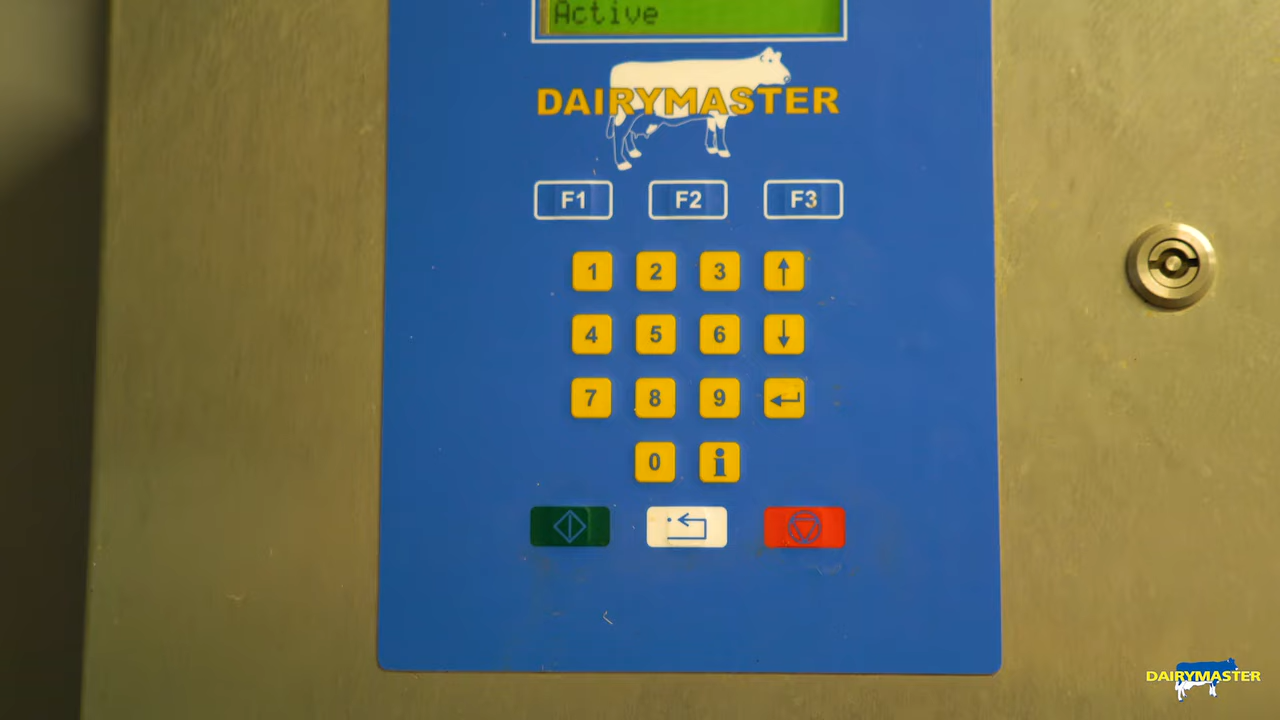 Active
DAIRYMASTER
F1 F2 F3
1 2 3 ↑
4 5 6 ↓
7 8 9 ↵
0 i
DAIRYMASTER